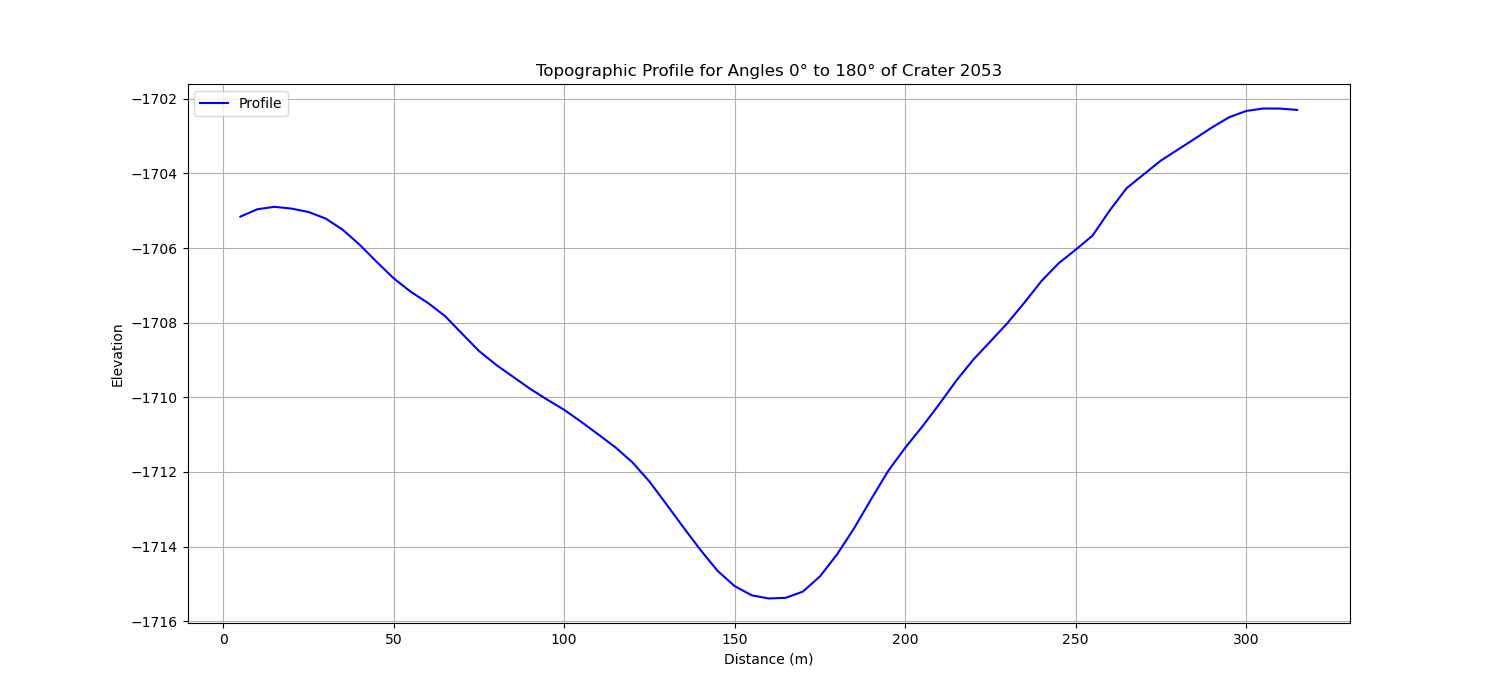 Topographic Profile for Angles 0° to 180° of Crater 2053
Profile
Elevation
−1702
−1704
−1706
−1708
−1710
−1712
−1714
−1716
0 50 100 150 200 250 300
Distance (m)